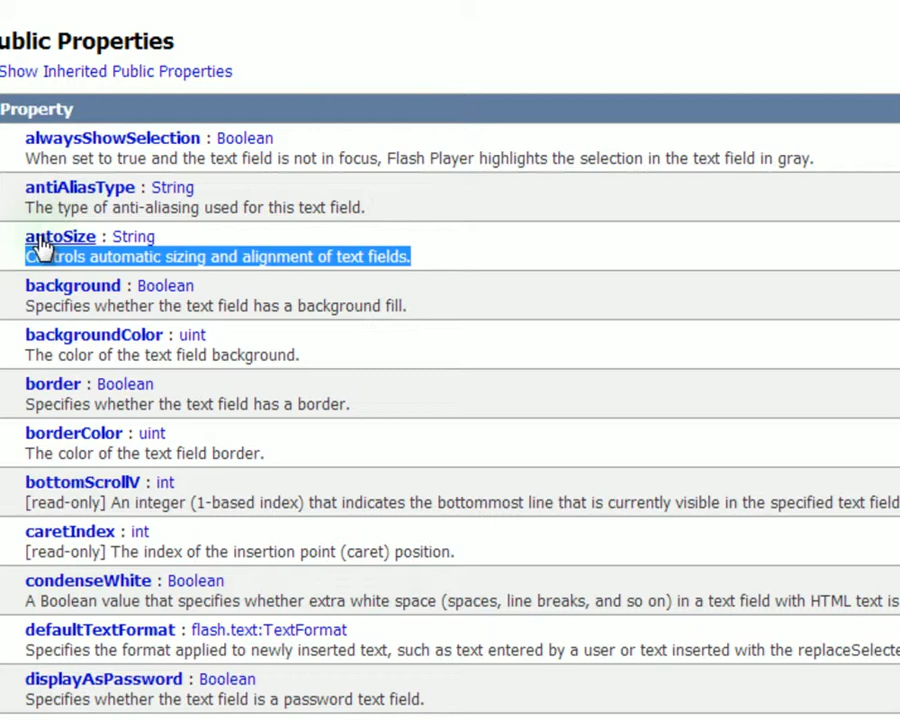 ublic Properties
Show Inherited Public Properties
Property
alwaysShowSelection : Boolean
When set to true and the text field is not in focus, Flash Player highlights the selection in the text field in gray.
antiAliasType : String
The type of anti-aliasing used for this text field.
autoSize : String
Controls automatic sizing and alignment of text fields.
background : Boolean
Specifies whether the text field has a background fill.
backgroundColor : uint
The color of the text field background.
border : Boolean
Specifies whether the text field has a border.
borderColor : uint
The color of the text field border.
bottomScrollV : int
[read-only] An integer (1-based index) that indicates the bottommost line that is currently visible in the specified text field
caretIndex : int
[read-only] The index of the insertion point (caret) position.
condenseWhite : Boolean
A Boolean value that specifies whether extra white space (spaces, line breaks, and so on) in a text field with HTML text is
defaultTextFormat : flash.text:TextFormat
Specifies the format applied to newly inserted text, such as text entered by a user or text inserted with the replaceSelecte
displayAsPassword : Boolean
Specifies whether the text field is a password text field.